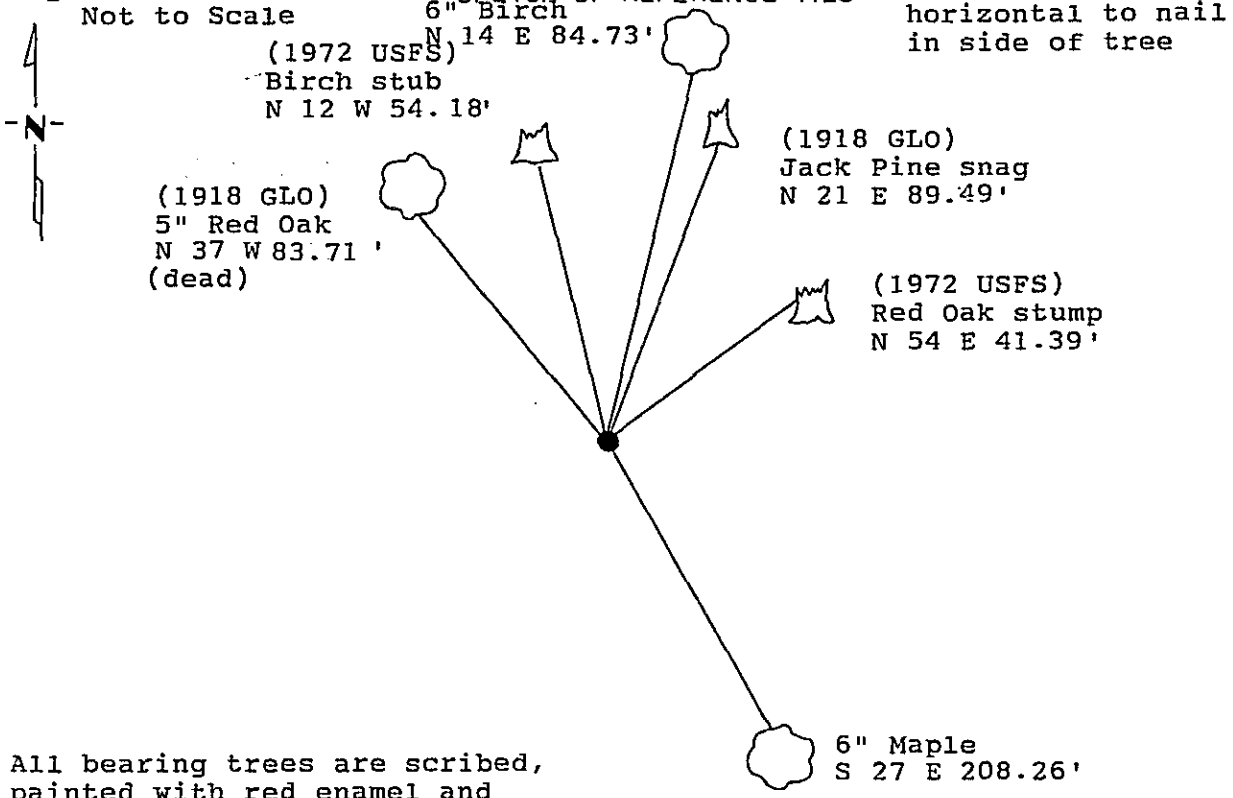 Not to Scale
6" Birch
N 14 E 84.73'
horizontal to nail
in side of tree
(1972 USFS)
Birch stub
N 12 W 54.18'
-N-
(1918 GLO)
Jack Pine snag
N 21 E 89.49'
(1918 GLO)
5" Red Oak
N 37 W 83.71 '
(dead)
(1972 USFS)
Red Oak stump
N 54 E 41.39'
6" Maple
S 27 E 208.26'
All bearing trees are scribed,
painted with red enamel and